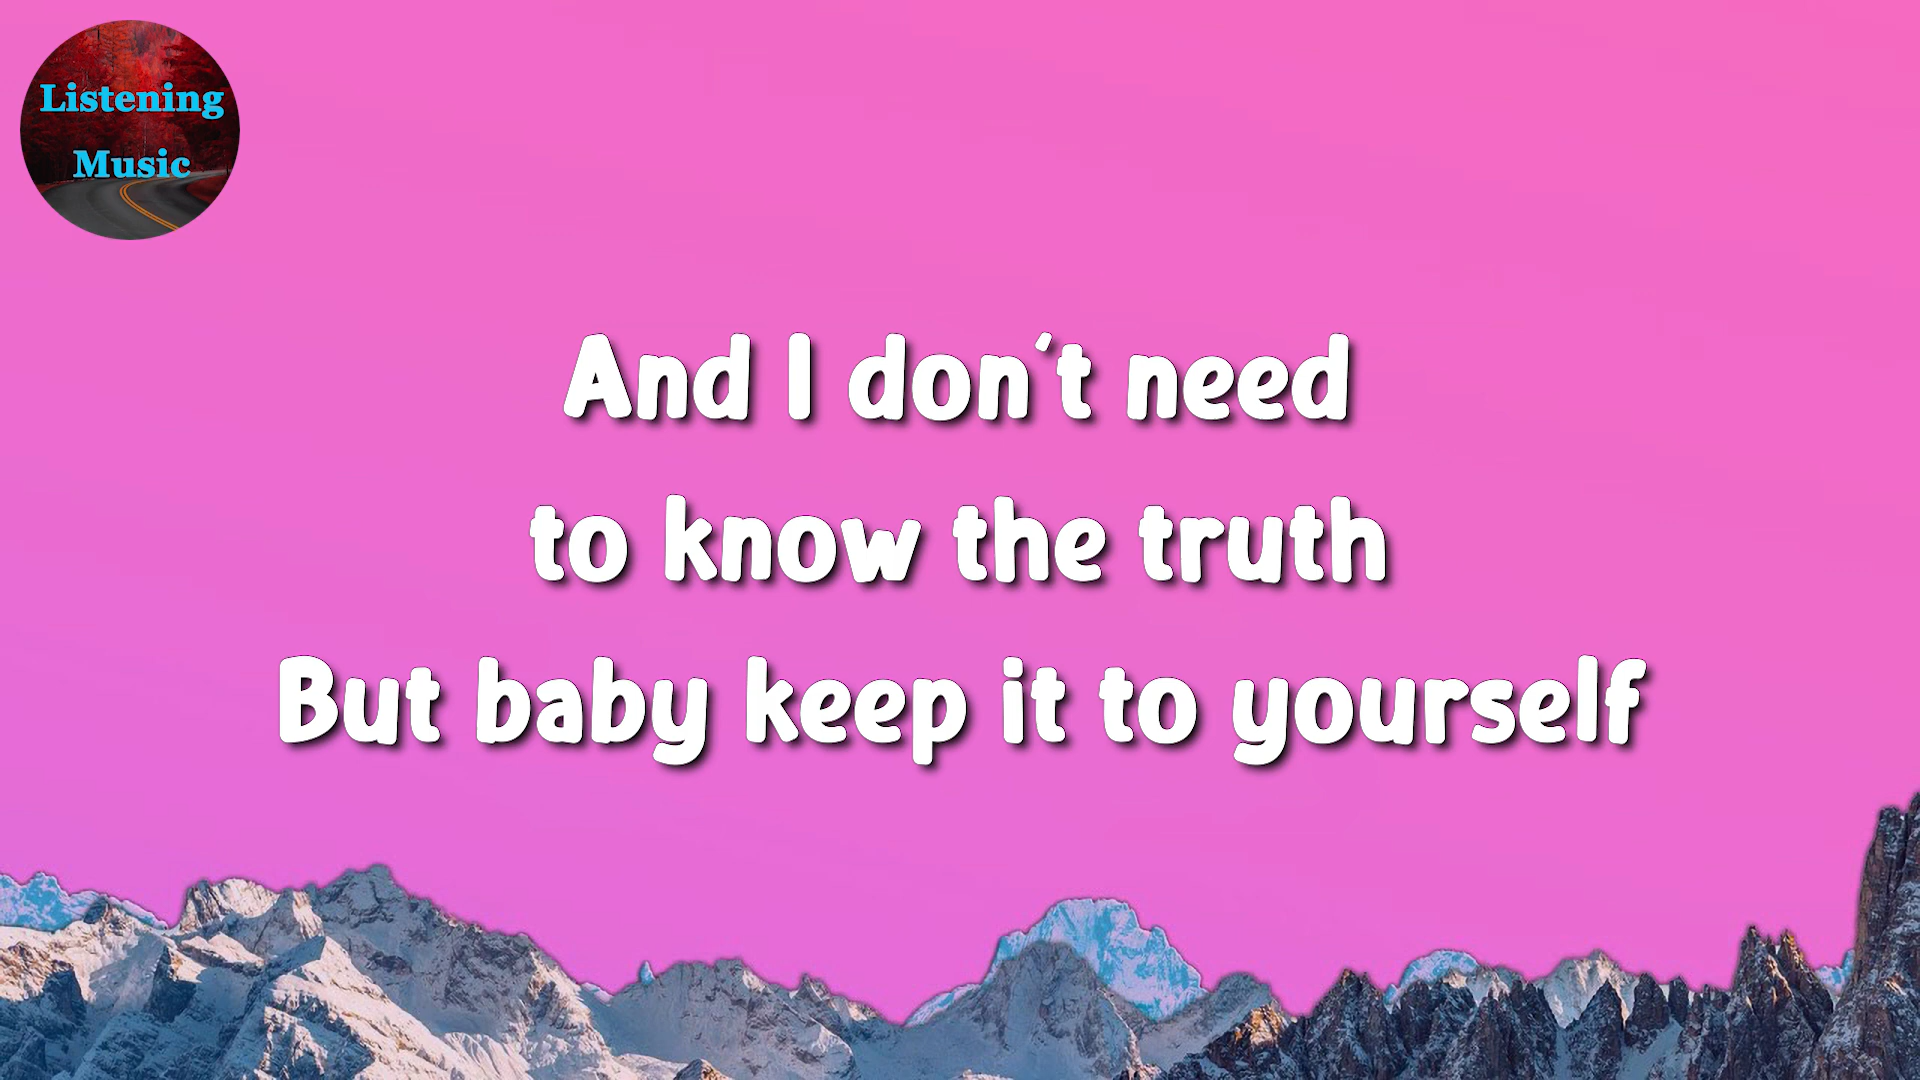 Listening
Music
And I don't need
to know the truth
But baby keep it to yourself